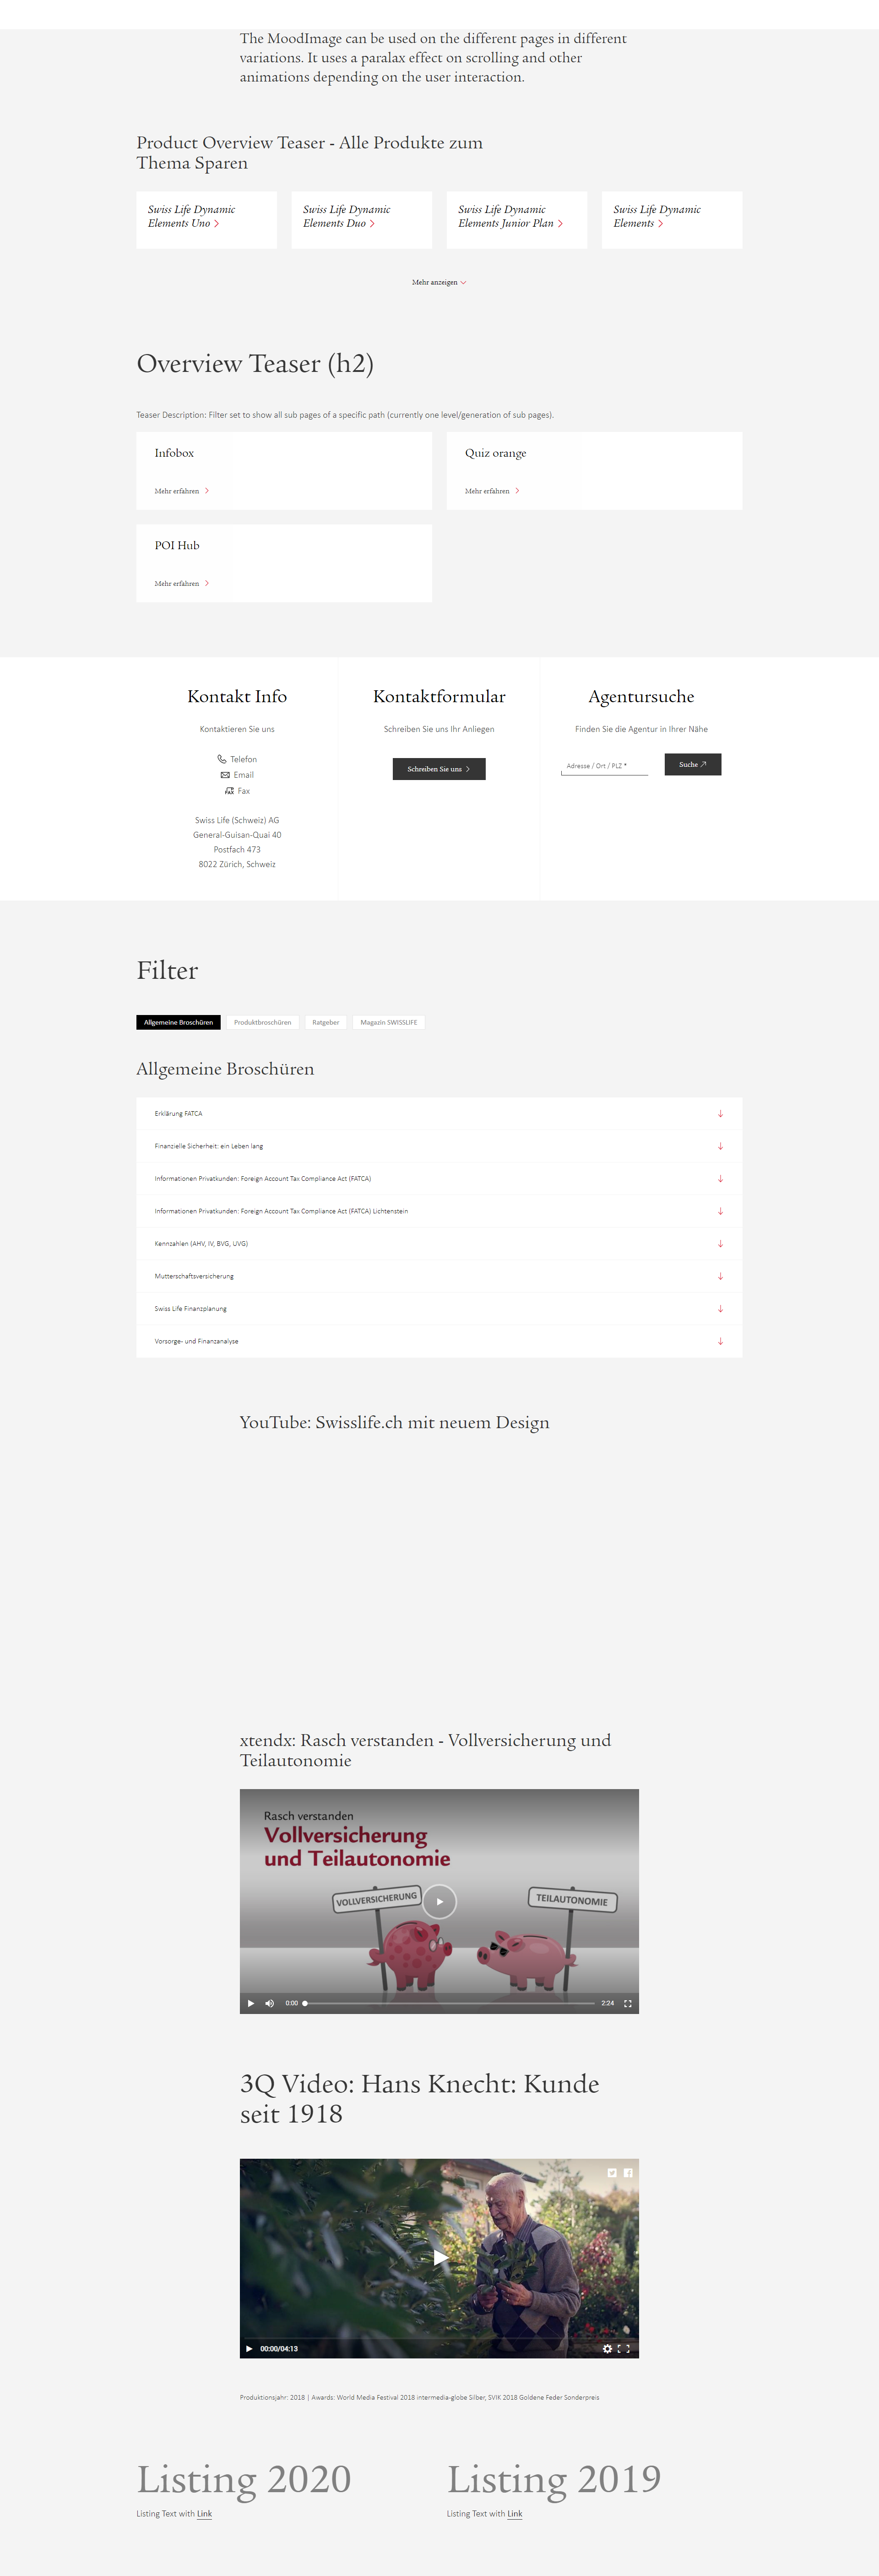 The MoodImage can be used on the different pages in different
variations. It uses a paralax effect on scrolling and other
animations depending on the user interaction.
Product Overview Teaser - Alle Produkte zum
Thema Sparen
Swiss Life Dynamic
Elements Uno
Swiss Life Dynamic
Elements Duo
Swiss Life Dynamic
Elements Junior Plan
Swiss Life Dynamic
Elements
Mehr anzeigen
Overview Teaser (h2)
Teaser Description: Filter set to show all sub pages of a specific path (currently one level/generation of sub pages).
Infobox
Mehr erfahren
Quiz orange
Mehr erfahren
POI Hub
Mehr erfahren
Kontakt Info
Kontaktieren Sie uns
Telefon
Email
Fax
Swiss Life (Schweiz) AG
General-Guisan-Quai 40
Postfach 473
8022 Zürich, Schweiz
Kontaktformular
Schreiben Sie uns Ihr Anliegen
Schreiben Sie uns
Agentursuche
Finden Sie die Agentur in Ihrer Nähe
Adresse / Ort / PLZ *
Suche
Filter
Allgemeine Broschüren
Produktbroschüren
Ratgeber
Magazin SWISSLIFE
Allgemeine Broschüren
Erklärung FATCA
Finanzielle Sicherheit: ein Leben lang
Informationen Privatkunden: Foreign Account Tax Compliance Act (FATCA)
Informationen Privatkunden: Foreign Account Tax Compliance Act (FATCA) Lichtenstein
Kennzahlen (AHV, IV, BVG, UVG)
Mutterschaftsversicherung
Swiss Life Finanzplanung
Vorsorge- und Finanzanalyse
YouTube: Swisslife.ch mit neuem Design
xtendx: Rasch verstanden - Vollversicherung und
Teilautonomie
Rasch verstanden
Vollversicherung
und Teilautonomie
VOLLVERSICHERUNG
TEILAUTONOMIE
0:00
2:24
3Q Video: Hans Knecht: Kunde
seit 1918
00:00/04:13
Produktionsjahr: 2018 | Awards: World Media Festival 2018 intermedia-globe Silber, SVIK 2018 Goldene Feder Sonderpreis
Listing 2020
Listing Text with Link
Listing 2019
Listing Text with Link